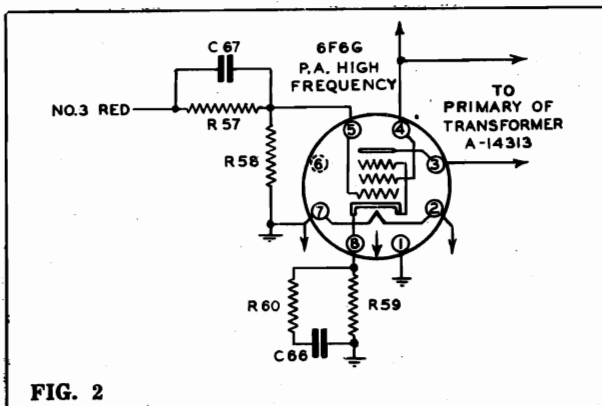 C 67
6F6G
P.A. HIGH
FREQUENCY
TO
PRIMARY OF
TRANSFORMER
A-14313
NO.3 RED
R 57
R58
5
4
6
3
7
2
8
1
R60
R59
C66
FIG. 2